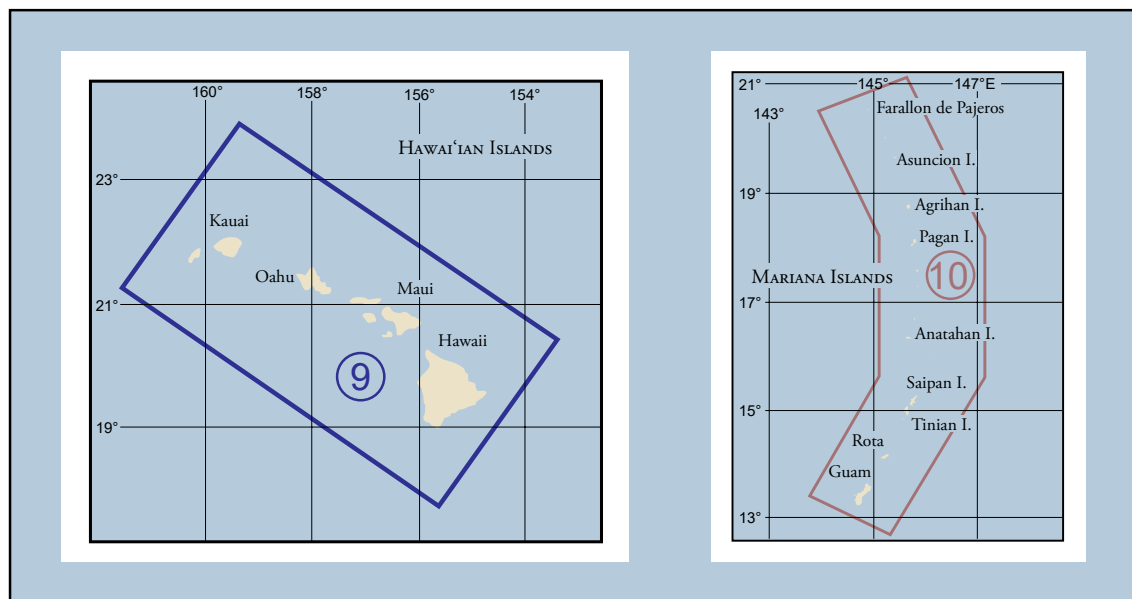 160°
158°
156°
154°
HAWAI‘IAN ISLANDS
23°
Kauai
Oahu
Maui
21°
Hawaii
9
19°
21°
145°
147°E
143°
Farallon de Pajeros
Asuncion I.
19°
Agrihan I.
Pagan I.
MARIANA ISLANDS
10
17°
Anatahan I.
Saipan I.
15°
Tinian I.
Rota
Guam
13°